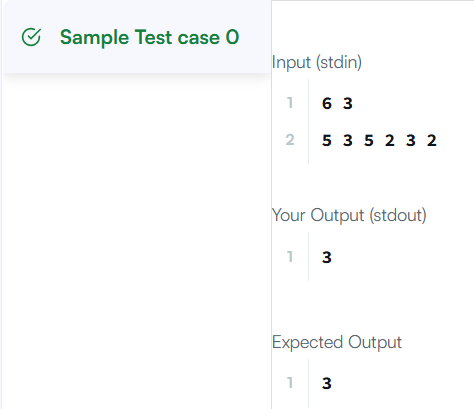 Sample Test case 0
Input (stdin)
1 6 3
2 5 3 5 2 3 2
Your Output (stdout)
1 3
Expected Output
1 3